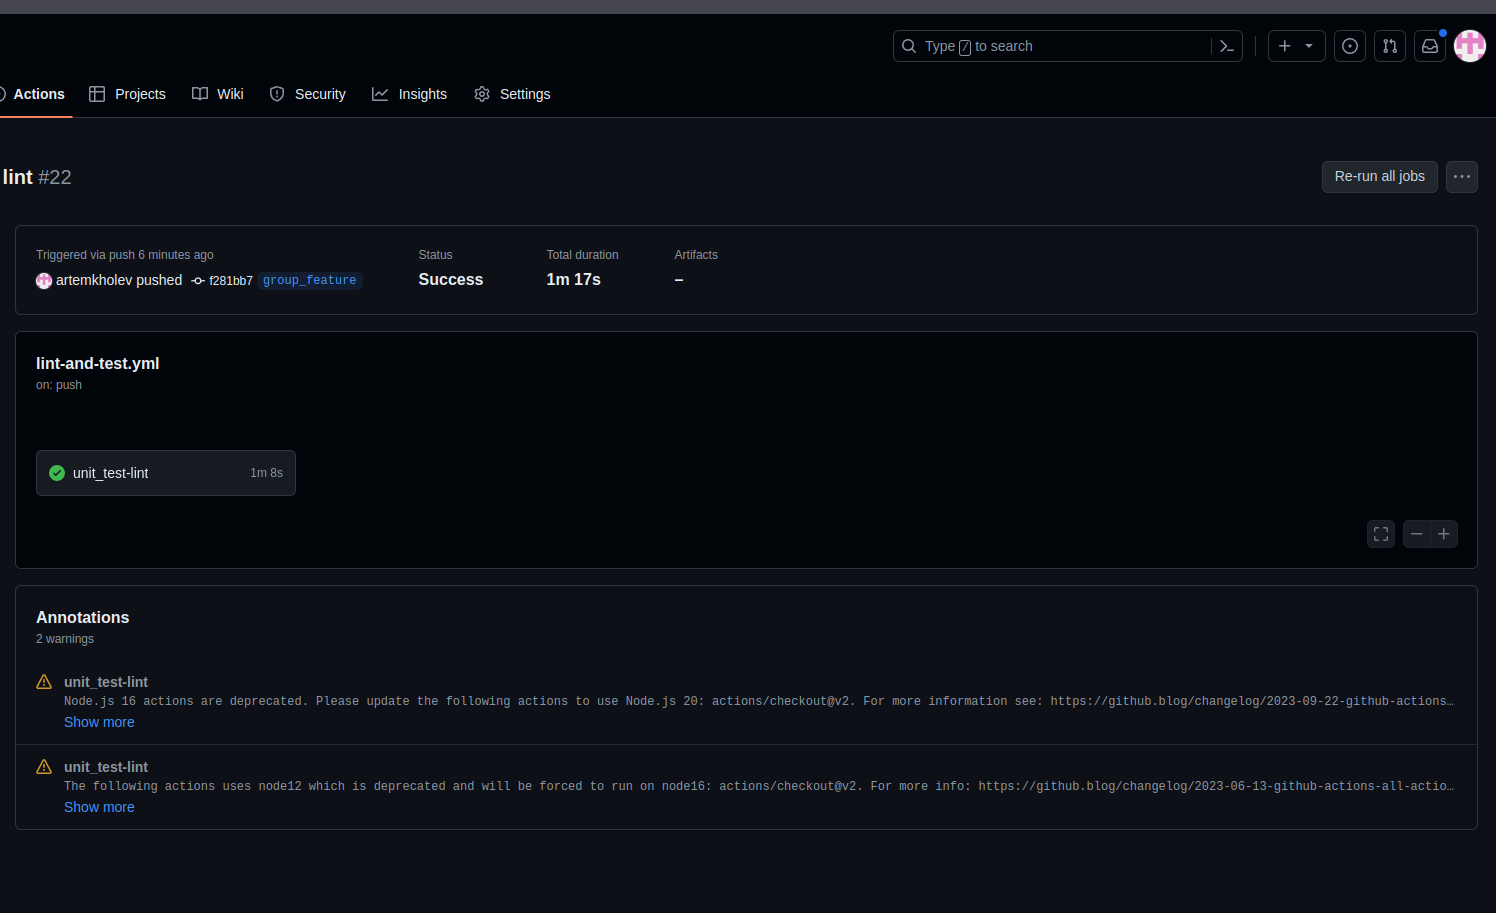 Type / to search
Actions Projects Wiki Security Insights Settings
lint #22
Re-run all jobs
Triggered via push 6 minutes ago Status Total duration Artifacts
artemkholev pushed f281bb7 group_feature Success 1m 17s –
lint-and-test.yml
on: push
unit_test-lint 1m 8s
Annotations
2 warnings
unit_test-lint
Node.js 16 actions are deprecated. Please update the following actions to use Node.js 20: actions/checkout@v2. For more information see: https://github.blog/changelog/2023-09-22-github-actions…
Show more
unit_test-lint
The following actions uses node12 which is deprecated and will be forced to run on node16: actions/checkout@v2. For more info: https://github.blog/changelog/2023-06-13-github-actions-all-actio…
Show more